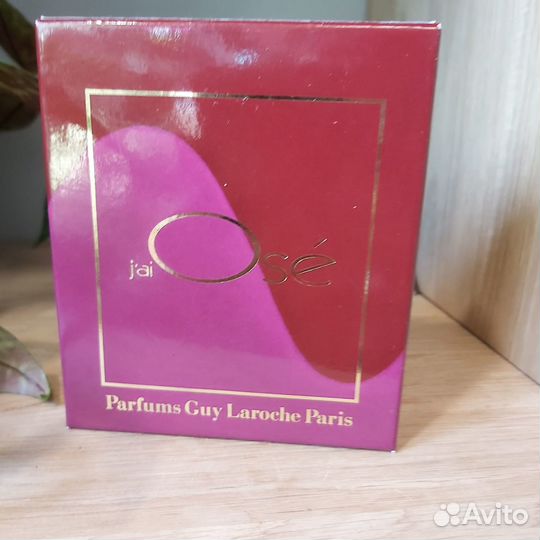 j'ai Osé
Parfums Guy Laroche Paris
Avito